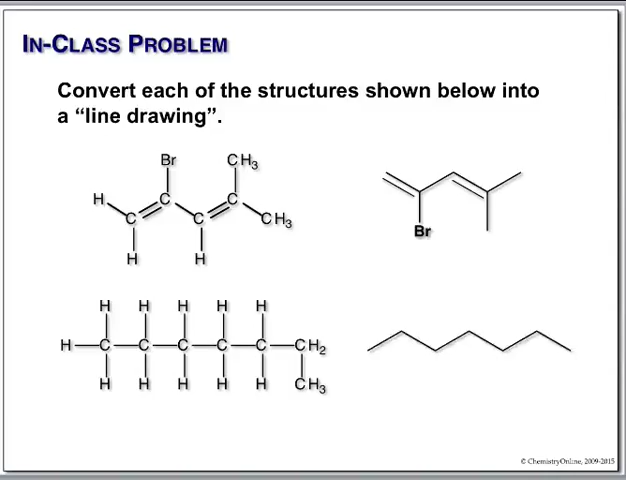 IN-CLASS PROBLEM
Convert each of the structures shown below into
a “line drawing”.
Br CH3
H C C C C CH3
H H
Br
H H H H H
H C C C C C CH2
H H H H H CH3
© ChemistryOnline, 2009-2015